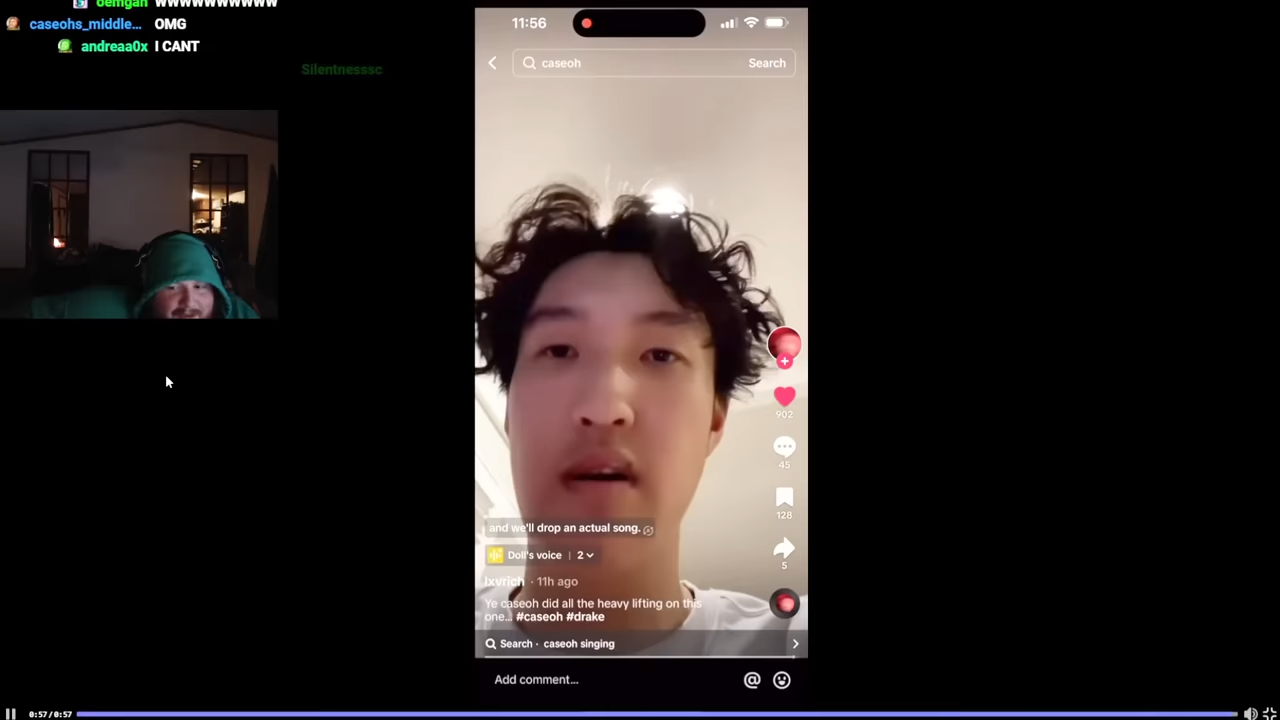 oemgan wwwwwwwwwww
caseohs_middle... OMG
andreaa0x I CANT
Silentnesssc
11:56
caseoh
Search
902
45
and we'll drop an actual song.
128
Doll's voice | 2
5
lxvrich · 11h ago
Ye caseoh did all the heavy lifting on this
one... #caseoh #drake
Search · caseoh singing
Add comment...
0:57/0:57